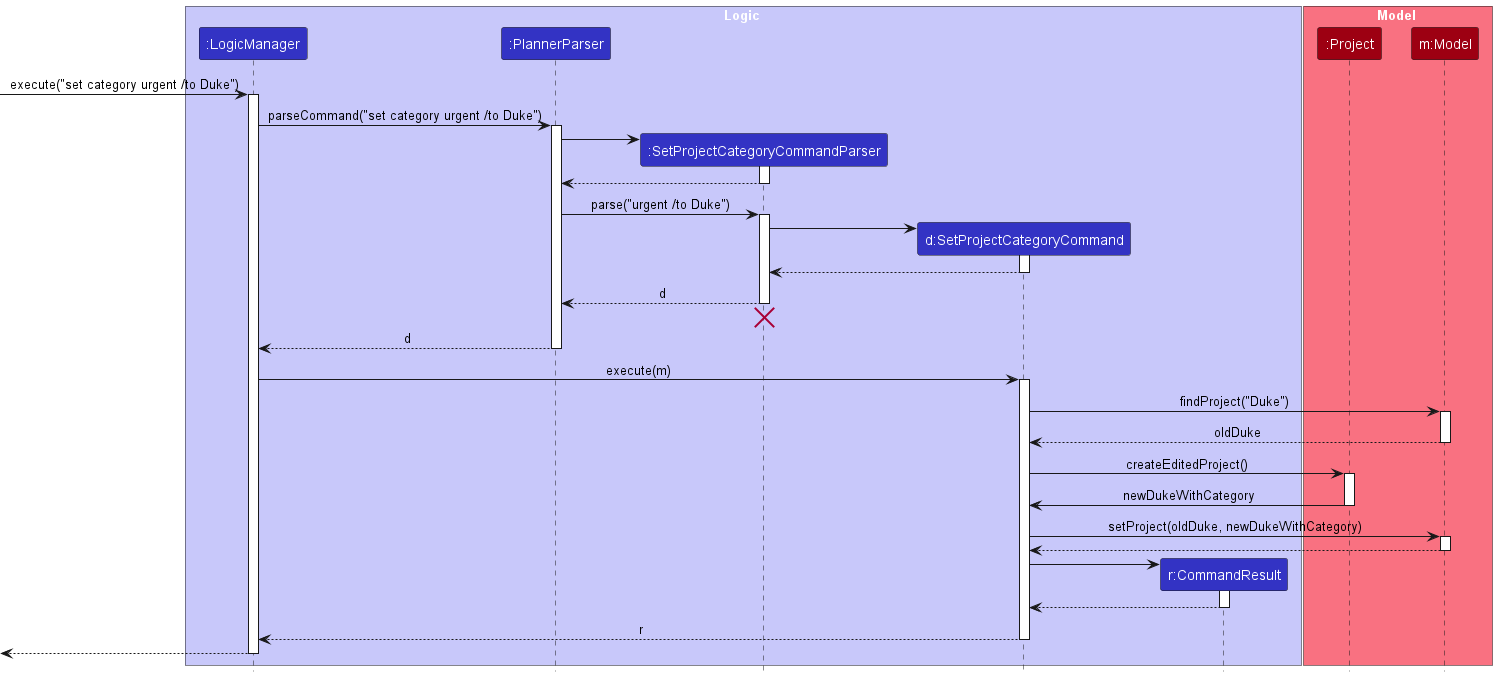 Logic
Model
:LogicManager
:PlannerParser
:Project
m:Model
execute("set category urgent /to Duke")
parseCommand("set category urgent /to Duke")
:SetProjectCategoryCommandParser
parse("urgent /to Duke")
d:SetProjectCategoryCommand
d
d
execute(m)
findProject("Duke")
oldDuke
createEditedProject()
newDukeWithCategory
setProject(oldDuke, newDukeWithCategory)
r:CommandResult
r